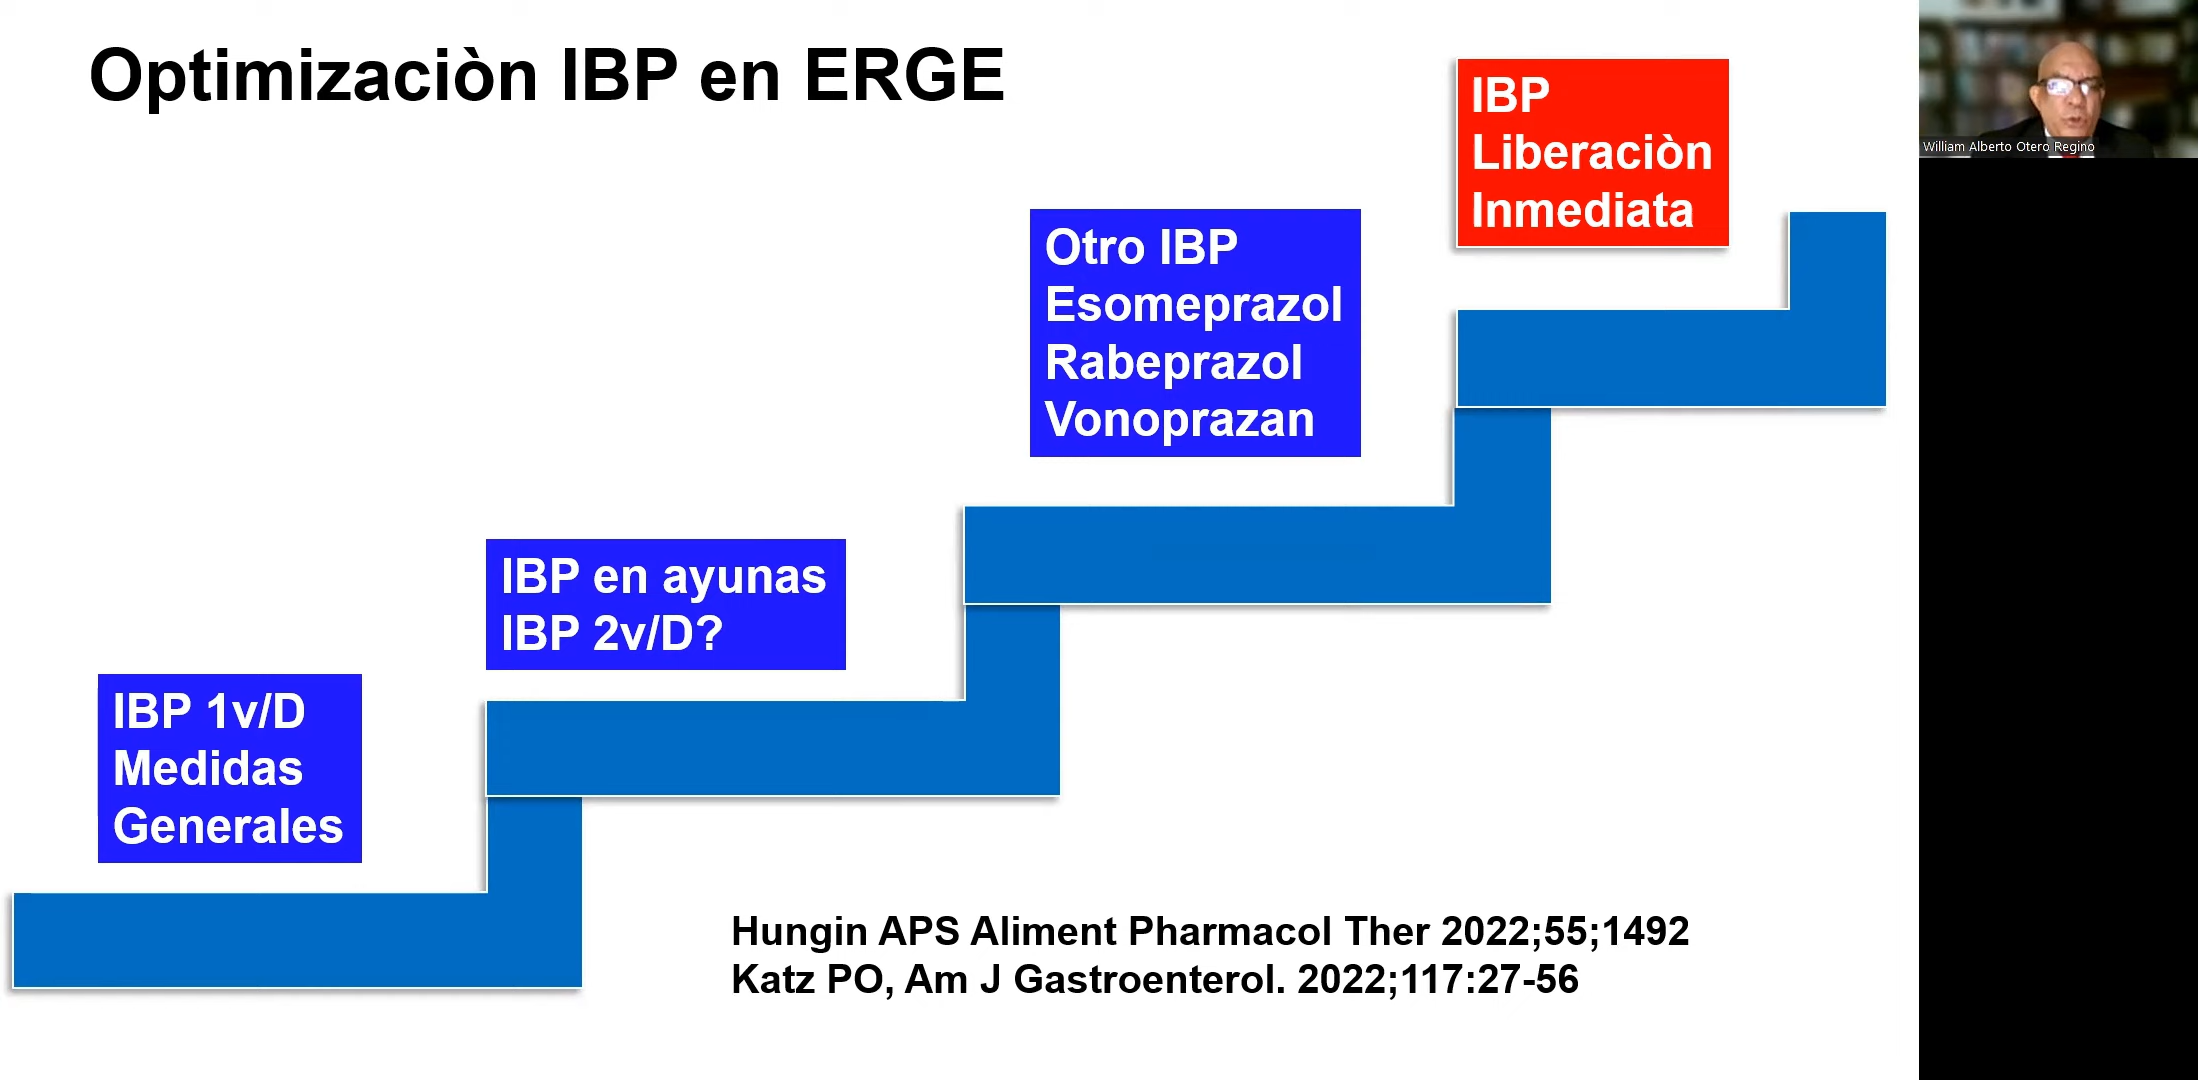 Optimizaciòn IBP en ERGE
IBP
Liberaciòn
Inmediata
William Alberto Otero Regino
Otro IBP
Esomeprazol
Rabeprazol
Vonoprazan
IBP en ayunas
IBP 2v/D?
IBP 1v/D
Medidas
Generales
Hungin APS Aliment Pharmacol Ther 2022;55;1492
Katz PO, Am J Gastroenterol. 2022;117:27-56